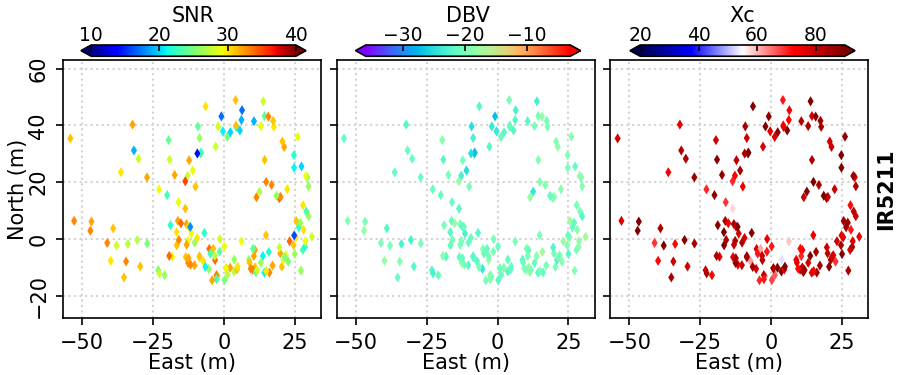 SNR DBV Xc
10 20 30 40 −30 −20 −10 20 40 60 80
60
40
20
0
−20
North (m)
IR5211
−50 −25 0 25 −50 −25 0 25 −50 −25 0 25
East (m) East (m) East (m)